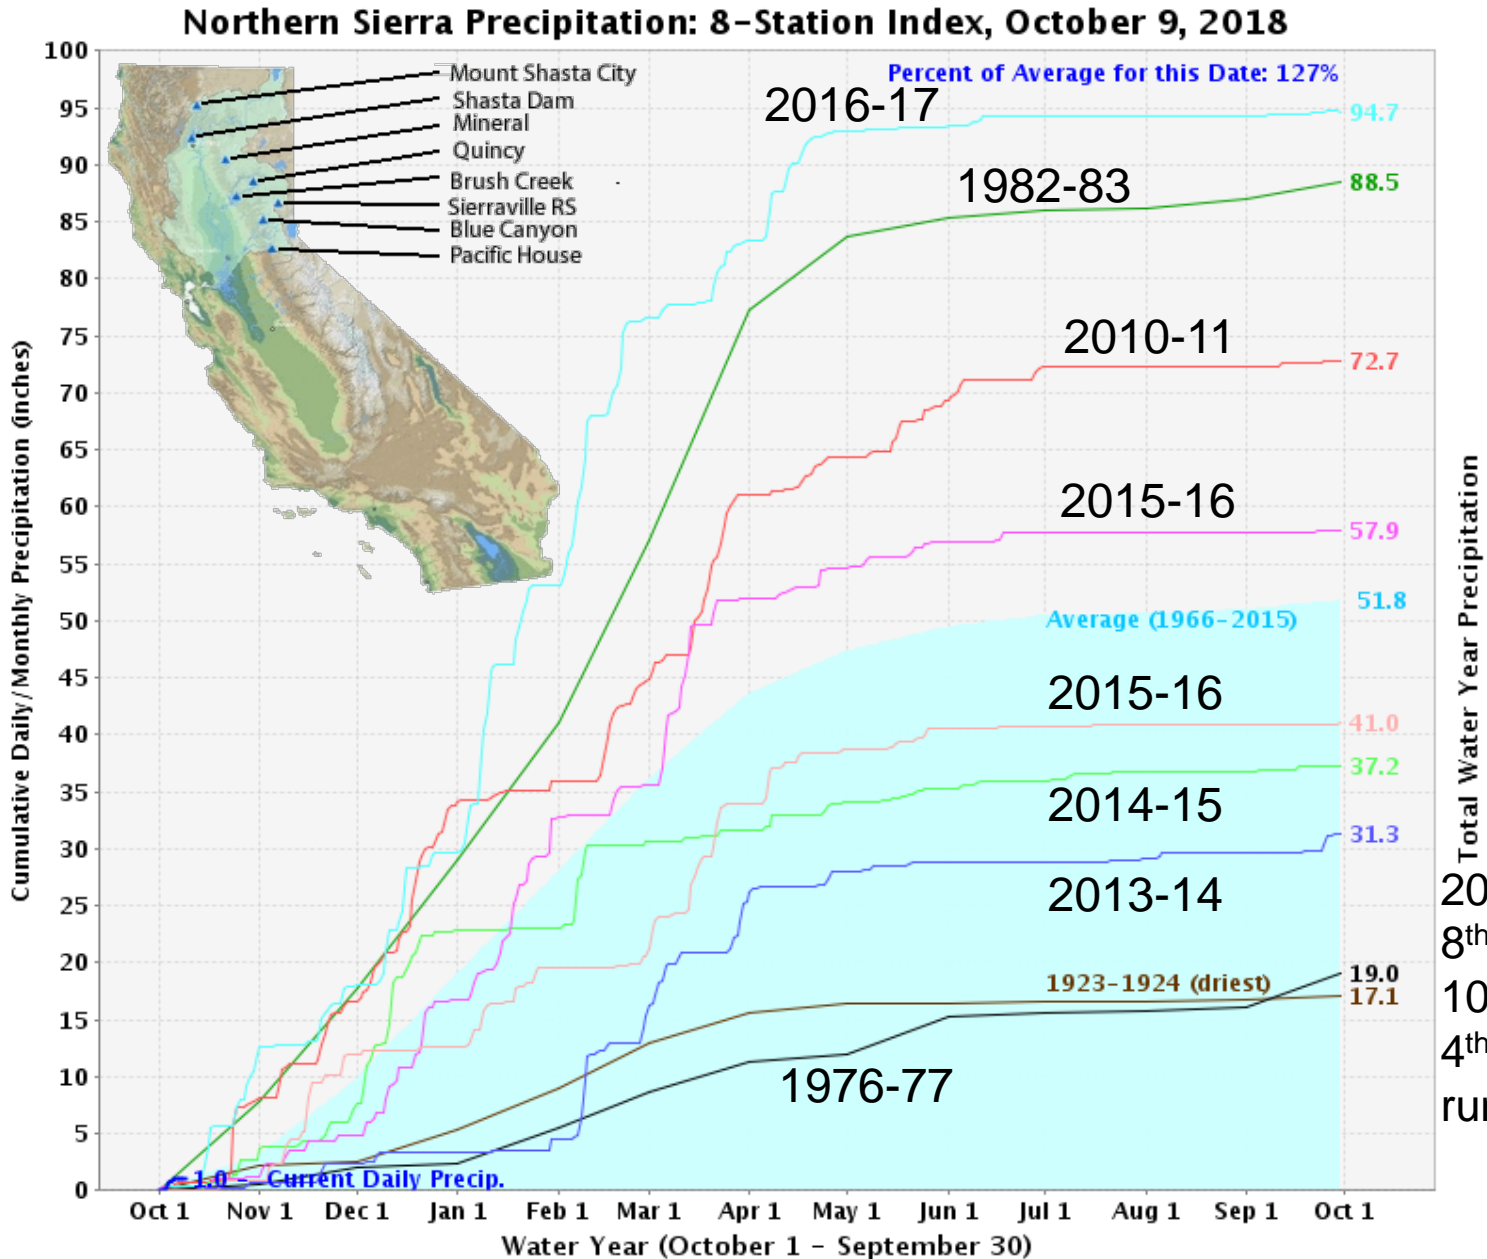 Northern Sierra Precipitation: 8-Station Index, October 9, 2018
Percent of Average for this Date: 127%
Mount Shasta City
Shasta Dam
Mineral
Quincy
Brush Creek
Sierraville RS
Blue Canyon
Pacific House
2016-17
94.7
1982-83
88.5
2010-11
72.7
2015-16
57.9
51.8
Average (1966-2015)
2015-16
41.0
37.2
2014-15
31.3
2013-14
1923-1924 (driest)
19.0
17.1
1976-77
1.0 - Current Daily Precip.
Cumulative Daily/Monthly Precipitation (inches)
100
95
90
85
80
75
70
65
60
55
50
45
40
35
30
25
20
15
10
5
0
Oct 1 Nov 1 Dec 1 Jan 1 Feb 1 Mar 1 Apr 1 May 1 Jun 1 Jul 1 Aug 1 Sep 1 Oct 1
Water Year (October 1 - September 30)
Total Water Year Precipitation
20
8th
10
4th